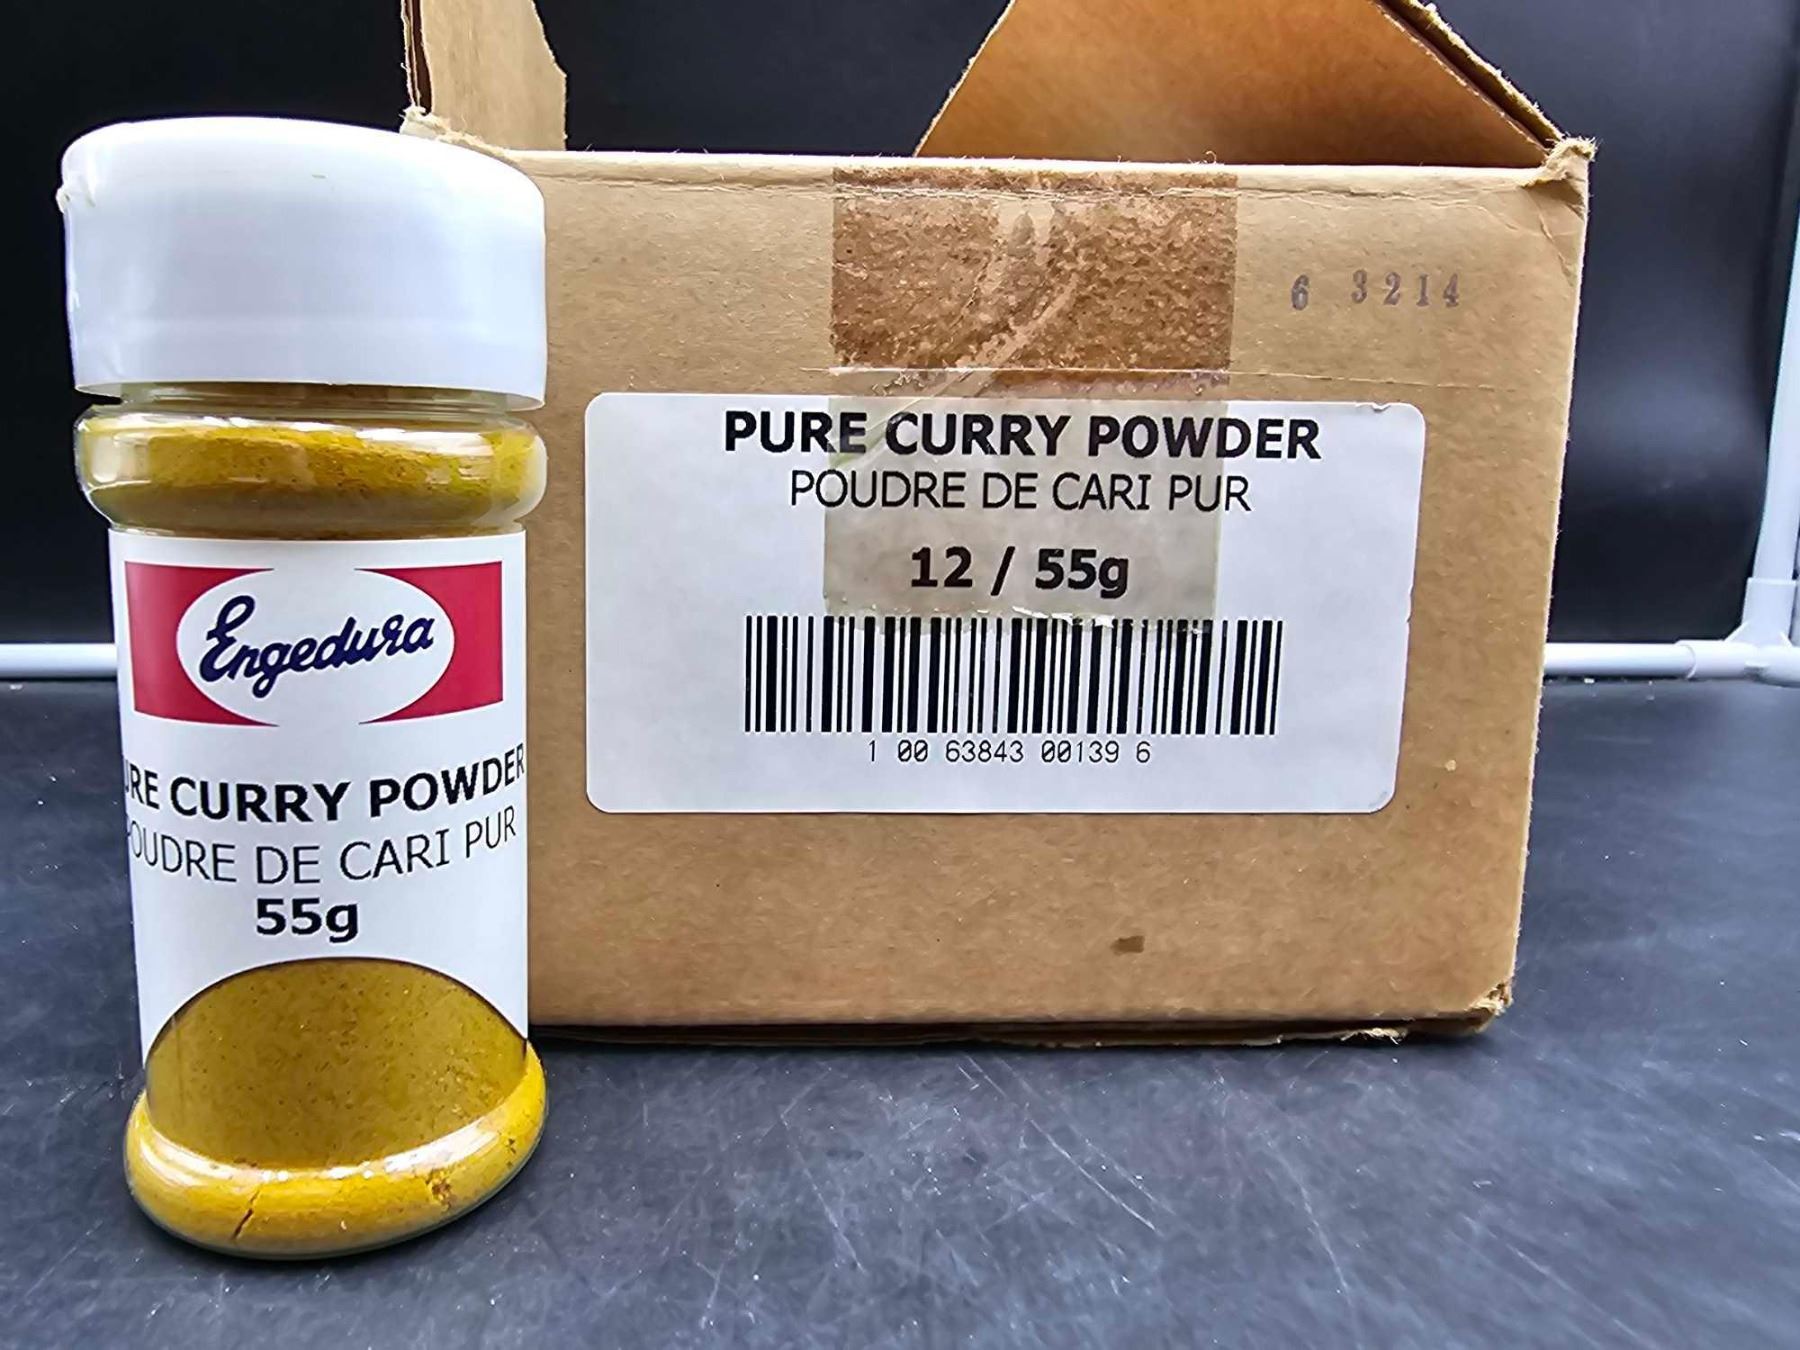 Engedura
URE CURRY POWDER
POUDRE DE CARI PUR
55g
6 3214
PURE CURRY POWDER
POUDRE DE CARI PUR
12 / 55g
1 00 63843 00139 6